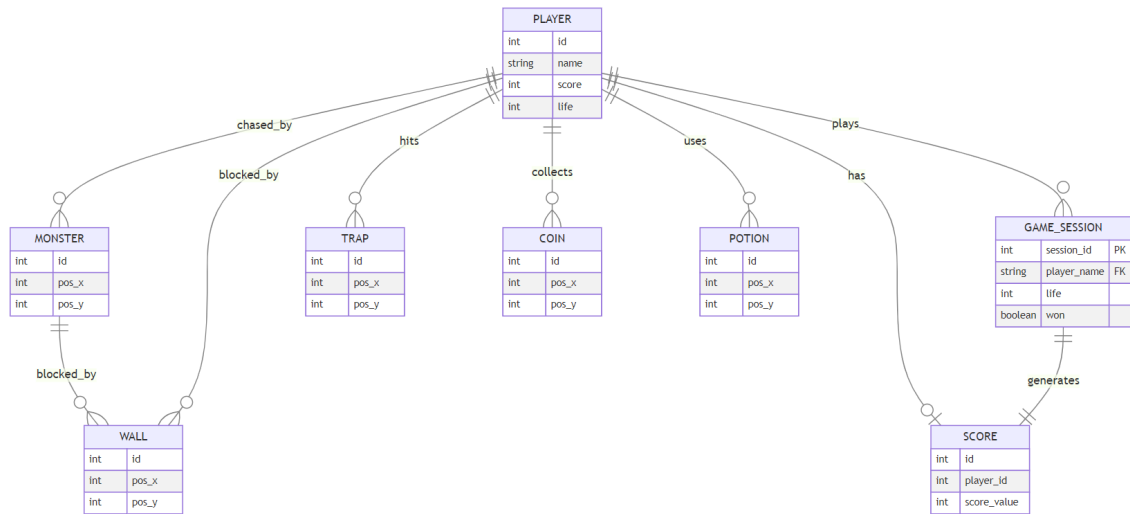 PLAYER
int id
string name
int score
int life
chased_by
plays
hits
uses
blocked_by
collects
has
MONSTER
int id
int pos_x
int pos_y
TRAP
int id
int pos_x
int pos_y
COIN
int id
int pos_x
int pos_y
POTION
int id
int pos_x
int pos_y
GAME_SESSION
int session_id PK
string player_name FK
int life
boolean won
blocked_by
generates
WALL
int id
int pos_x
int pos_y
SCORE
int id
int player_id
int score_value